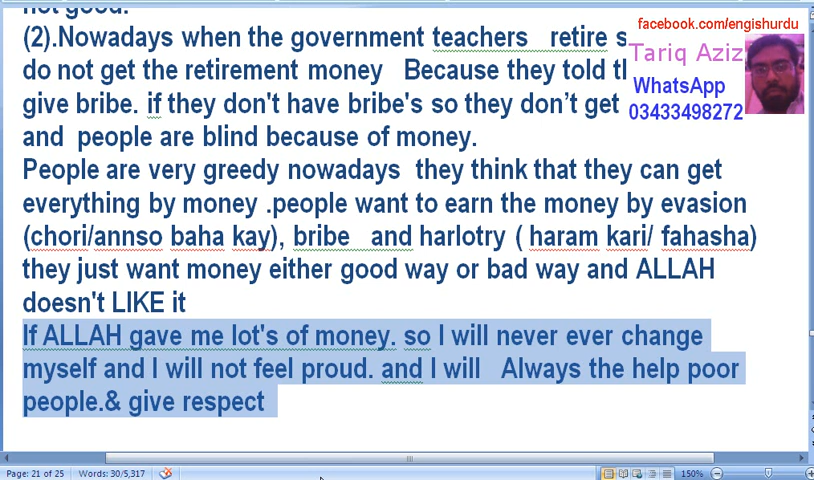 not good.
(2).Nowadays when the government teachers retire s
do not get the retirement money Because they told
give bribe. if they don't have bribe's so they don’t get
and people are blind because of money.
People are very greedy nowadays they think that they can get
everything by money .people want to earn the money by evasion
(chori/annso baha kay), bribe and harlotry ( haram kari/ fahasha)
they just want money either good way or bad way and ALLAH
doesn't LIKE it
If ALLAH gave me lot's of money. so I will never ever change
myself and I will not feel proud. and I will Always the help poor
people.& give respect
facebook.com/engishurdu
Tariq Aziz
WhatsApp
03433498272
Page: 21 of 25 Words: 30/5,317 150%